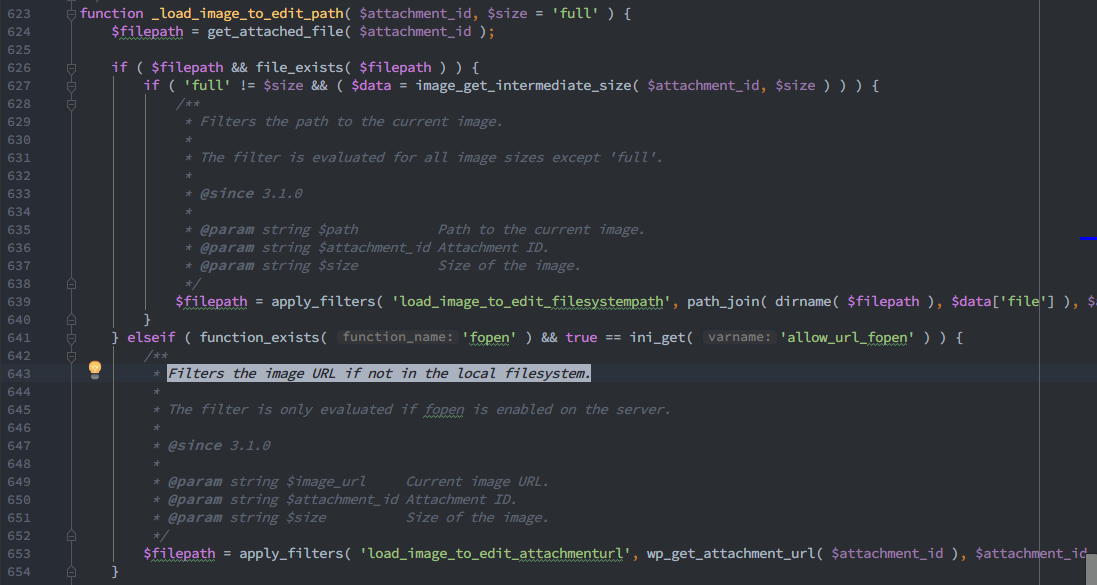 623 function _load_image_to_edit_path( $attachment_id, $size = 'full' ) {
624 $filepath = get_attached_file( $attachment_id );
625
626 if ( $filepath && file_exists( $filepath ) ) {
627 if ( 'full' != $size && ( $data = image_get_intermediate_size( $attachment_id, $size ) ) ) {
628 /**
629 * Filters the path to the current image.
630 *
631 * The filter is evaluated for all image sizes except 'full'.
632 *
633 * @since 3.1.0
634 *
635 * @param string $path Path to the current image.
636 * @param string $attachment_id Attachment ID.
637 * @param string $size Size of the image.
638 */
639 $filepath = apply_filters( 'load_image_to_edit_filesystempath', path_join( dirname( $filepath ), $data['file'] ),
640 }
641 } elseif ( function_exists( function_name: 'fopen' ) && true == ini_get( varname: 'allow_url_fopen' ) ) {
642 /**
643 * Filters the image URL if not in the local filesystem.
644 *
645 * The filter is only evaluated if fopen is enabled on the server.
646 *
647 * @since 3.1.0
648 *
649 * @param string $image_url Current image URL.
650 * @param string $attachment_id Attachment ID.
651 * @param string $size Size of the image.
652 */
653 $filepath = apply_filters( 'load_image_to_edit_attachmenturl', wp_get_attachment_url( $attachment_id ), $attachment_id
654 }